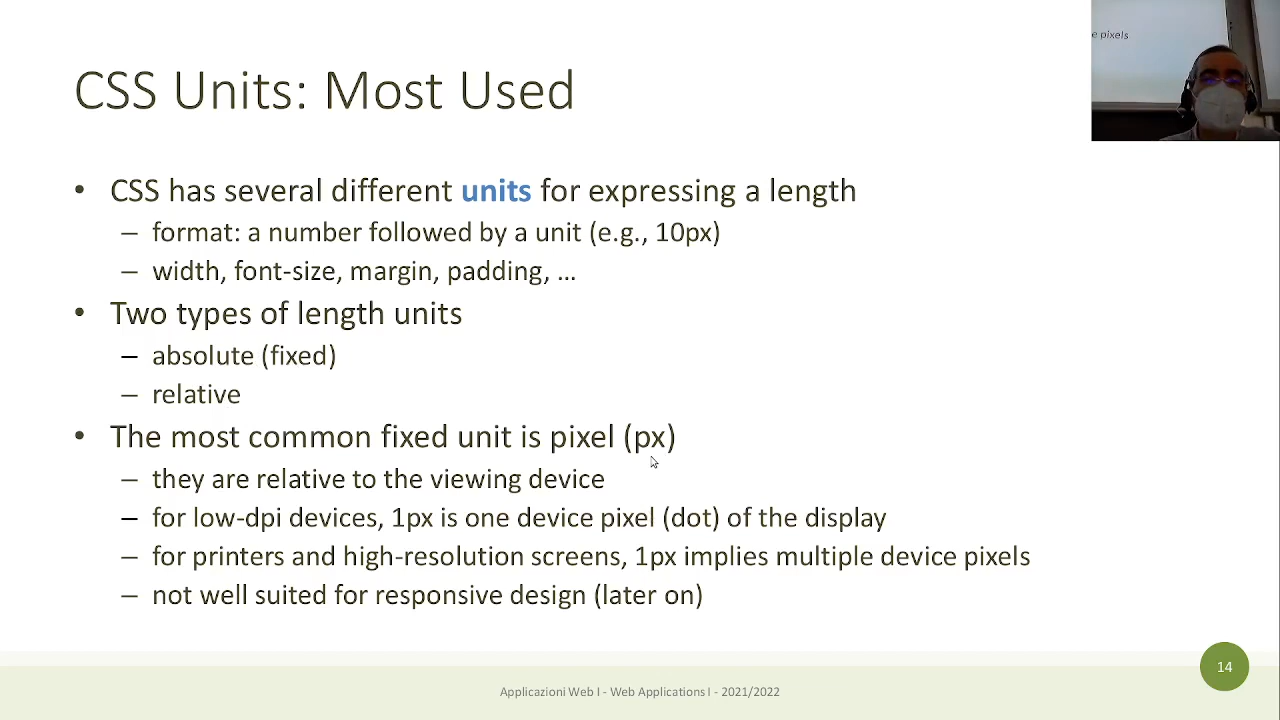 e pixels
CSS Units: Most Used
• CSS has several different units for expressing a length
– format: a number followed by a unit (e.g., 10px)
– width, font-size, margin, padding, …
• Two types of length units
– absolute (fixed)
– relative
• The most common fixed unit is pixel (px)
– they are relative to the viewing device
– for low-dpi devices, 1px is one device pixel (dot) of the display
– for printers and high-resolution screens, 1px implies multiple device pixels
– not well suited for responsive design (later on)
14
Applicazioni Web I - Web Applications I - 2021/2022